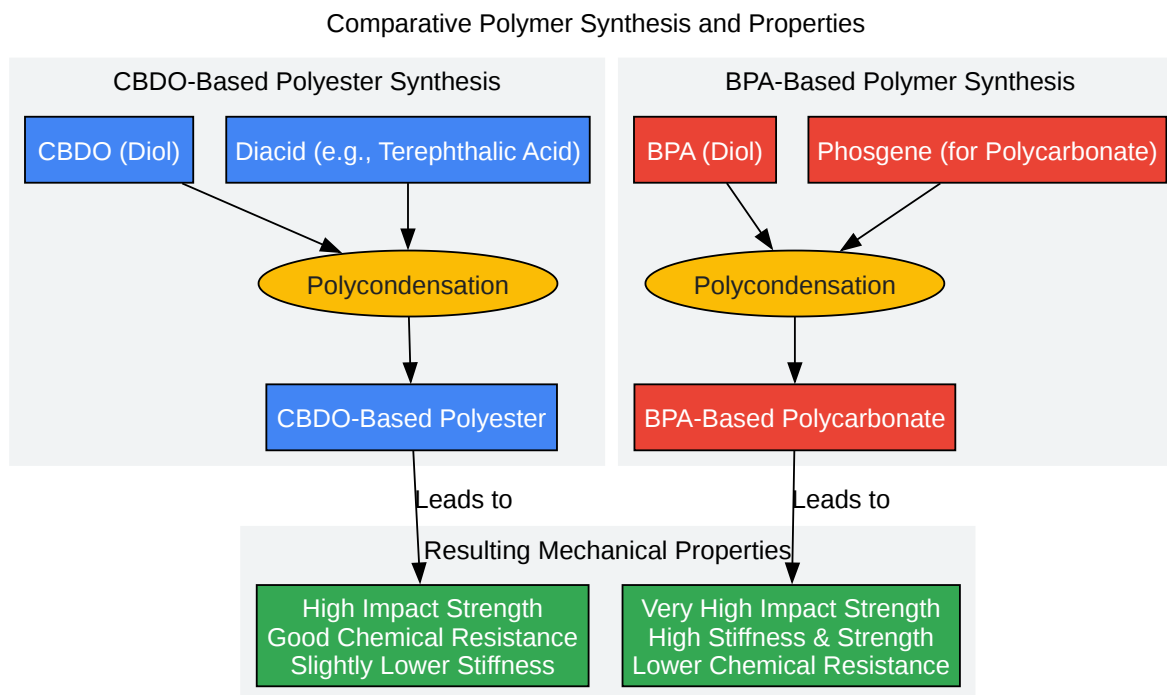 Comparative Polymer Synthesis and Properties
CBDO-Based Polyester Synthesis
CBDO (Diol)
Diacid (e.g., Terephthalic Acid)
Polycondensation
CBDO-Based Polyester
BPA-Based Polymer Synthesis
BPA (Diol)
Phosgene (for Polycarbonate)
Polycondensation
BPA-Based Polycarbonate
Leads to
Leads to
Resulting Mechanical Properties
High Impact Strength
Good Chemical Resistance
Slightly Lower Stiffness
Very High Impact Strength
High Stiffness & Strength
Lower Chemical Resistance